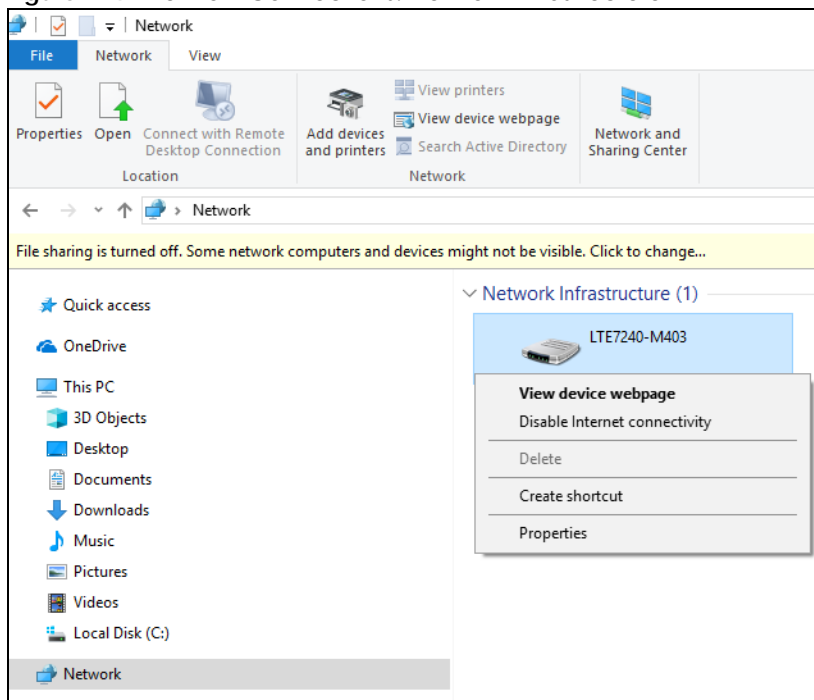 Network
File Network View
Properties Open Connect with Remote Desktop Connection
Location
Add devices and printers
View printers
View device webpage
Search Active Directory
Network
Network and Sharing Center
Network
File sharing is turned off. Some network computers and devices might not be visible. Click to change...
Quick access
OneDrive
This PC
3D Objects
Desktop
Documents
Downloads
Music
Pictures
Videos
Local Disk (C:)
Network
Network Infrastructure (1)
LTE7240-M403
View device webpage
Disable Internet connectivity
Delete
Create shortcut
Properties